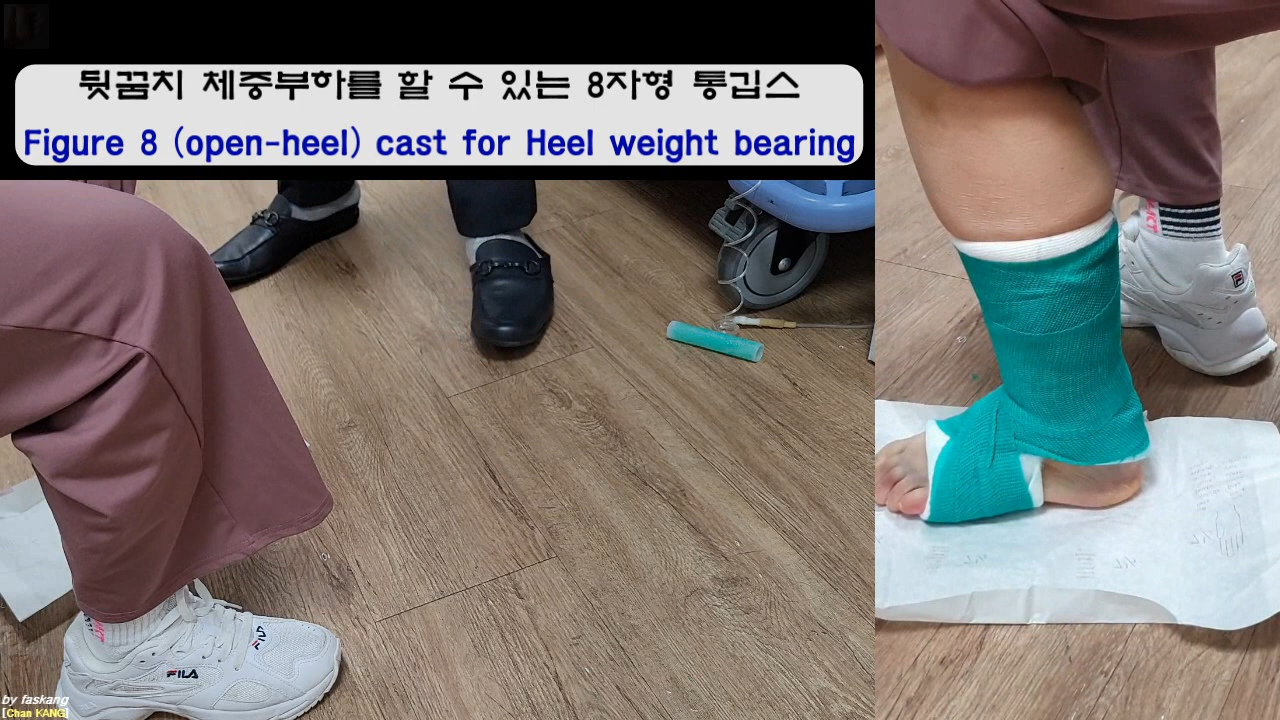 뒷꿈치 체중부하를 할 수 있는 8자형 통깁스
Figure 8 (open-heel) cast for Heel weight bearing
FILA
FILA
by faskang
[Chan KANG]